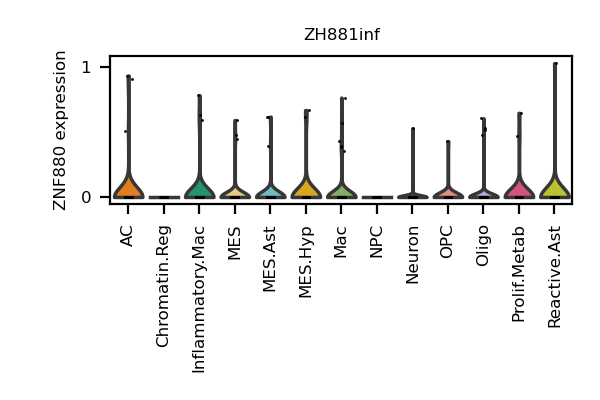 ZH881inf
ZNF880 expression
1
0
AC
Chromatin.Reg
Inflammatory.Mac
MES
MES.Ast
MES.Hyp
Mac
NPC
Neuron
OPC
Oligo
Prolif.Metab
Reactive.Ast